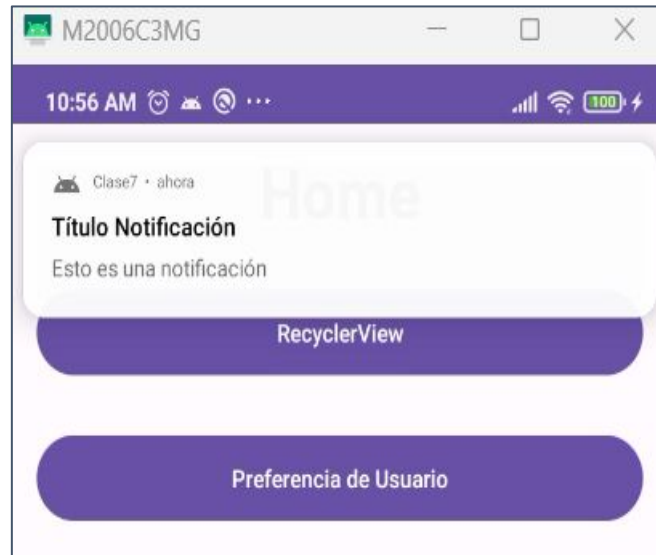 M2006C3MG
10:56 AM ... 100
Clase7 • ahora
Home
Título Notificación
Esto es una notificación
RecyclerView
Preferencia de Usuario